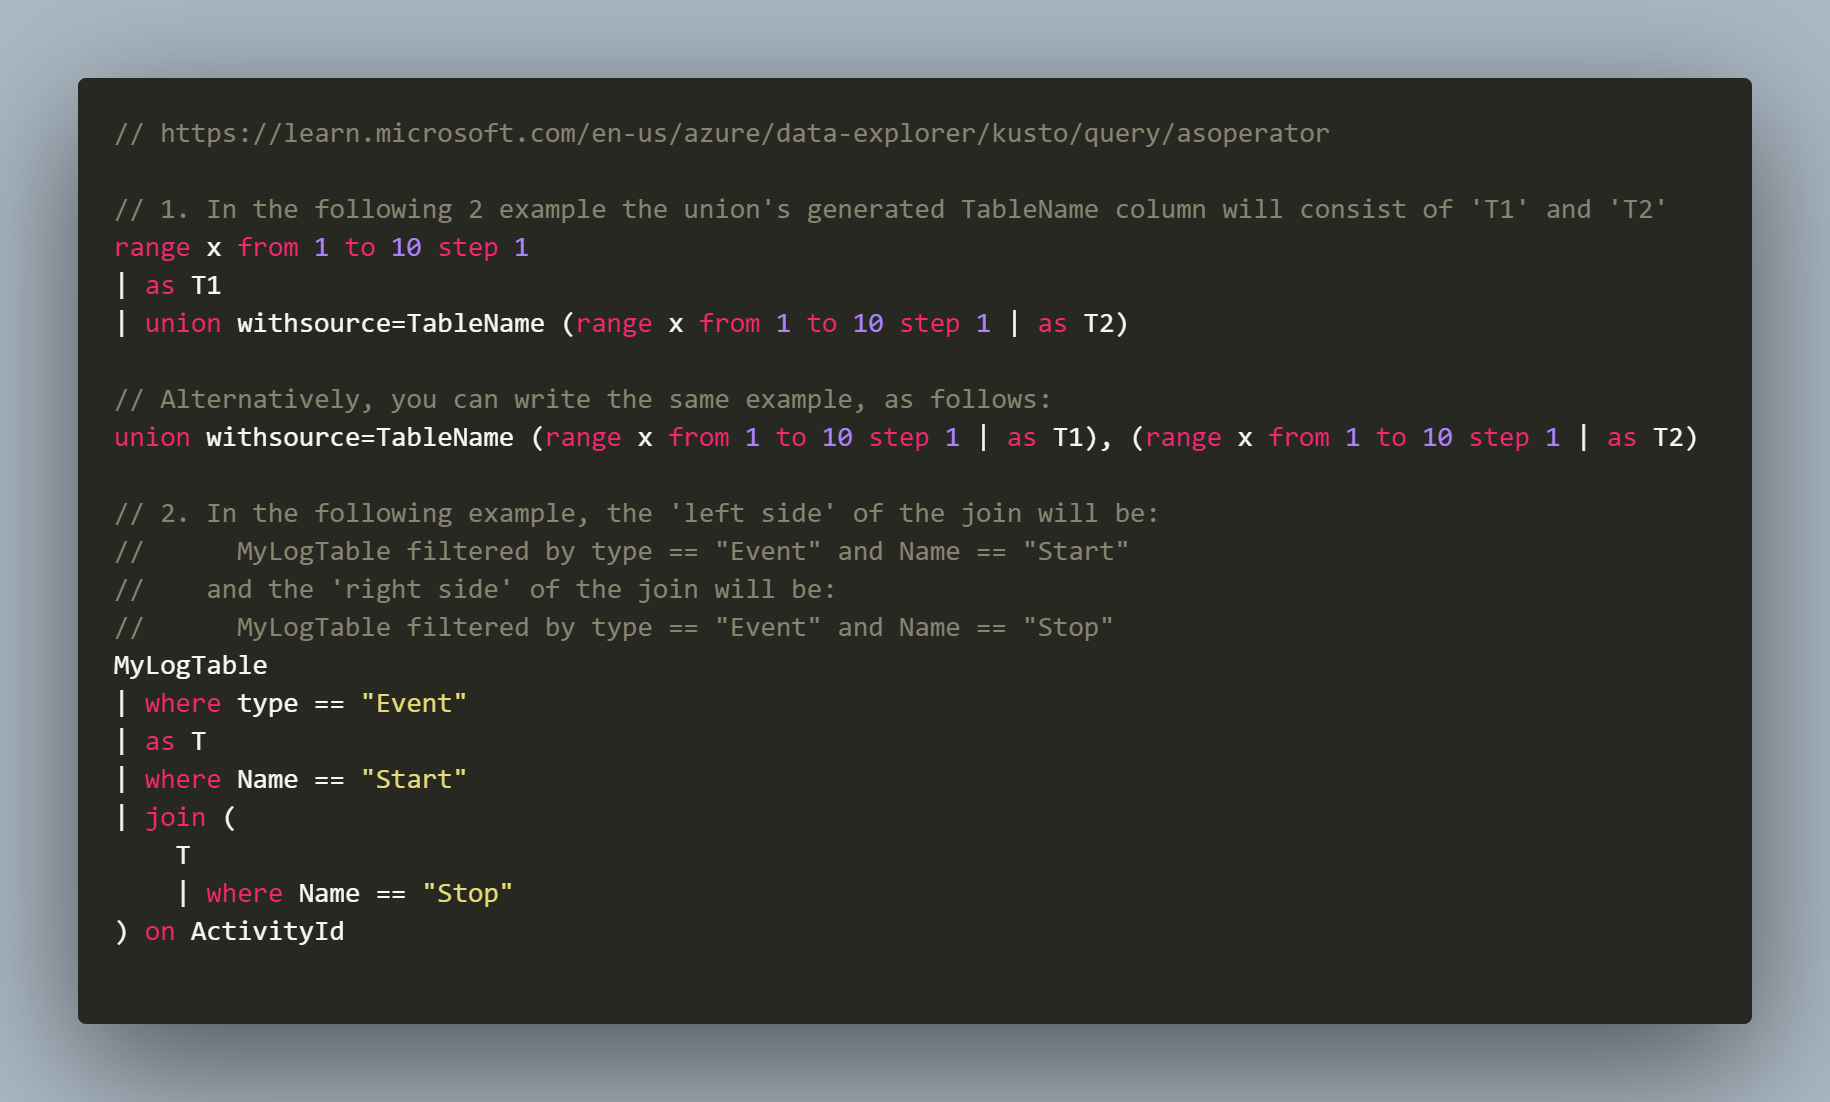 // https://learn.microsoft.com/en-us/azure/data-explorer/kusto/query/asoperator
// 1. In the following 2 example the union's generated TableName column will consist of 'T1' and 'T2'
range x from 1 to 10 step 1
| as T1
| union withsource=TableName (range x from 1 to 10 step 1 | as T2)
// Alternatively, you can write the same example, as follows:
union withsource=TableName (range x from 1 to 10 step 1 | as T1), (range x from 1 to 10 step 1 | as T2)
// 2. In the following example, the 'left side' of the join will be:
//      MyLogTable filtered by type == "Event" and Name == "Start"
//    and the 'right side' of the join will be:
//      MyLogTable filtered by type == "Event" and Name == "Stop"
MyLogTable
| where type == "Event"
| as T
| where Name == "Start"
| join (
    T
    | where Name == "Stop"
) on ActivityId